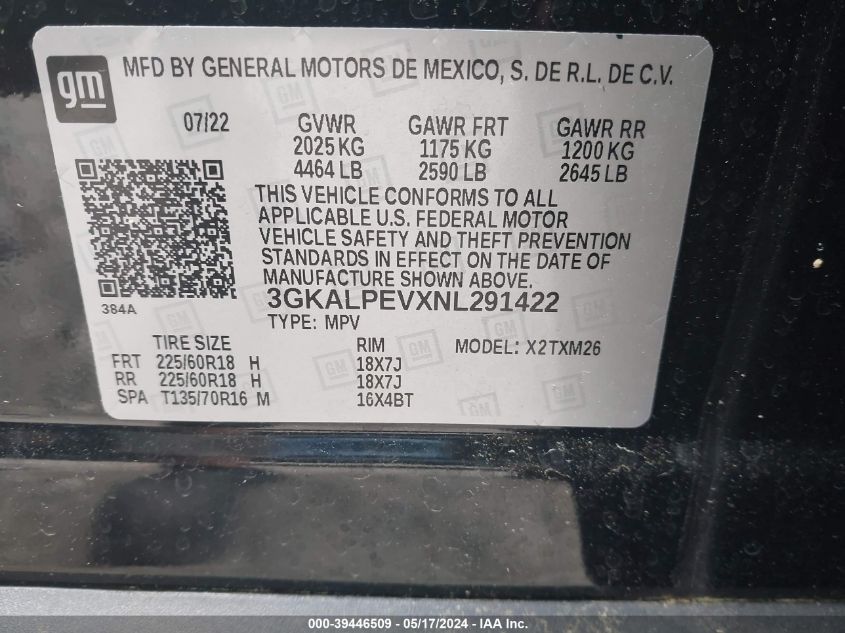 gm MFD BY GENERAL MOTORS DE MEXICO, S. DE R.L. DE C.V.
07/22 GVWR GAWR FRT GAWR RR
2025 KG 1175 KG 1200 KG
4464 LB 2590 LB 2645 LB
THIS VEHICLE CONFORMS TO ALL
APPLICABLE U.S. FEDERAL MOTOR
VEHICLE SAFETY AND THEFT PREVENTION
STANDARDS IN EFFECT ON THE DATE OF
MANUFACTURE SHOWN ABOVE.
384A 3GKALPEVXNL291422
TYPE: MPV
TIRE SIZE RIM MODEL: X2TXM26
FRT 225/60R18 H 18X7J
RR 225/60R18 H 18X7J
SPA T135/70R16 M 16X4BT
000-39446509 - 05/17/2024 - IAA Inc.